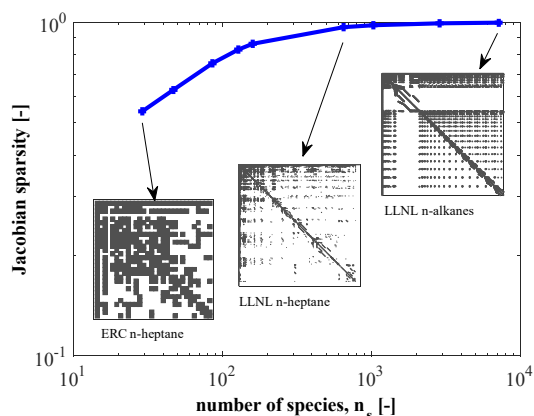 10^0
Jacobian sparsity [-]
LLNL n-alkanes
LLNL n-heptane
ERC n-heptane
10^-1
10^1 10^2 10^3 10^4
number of species, n_s [-]